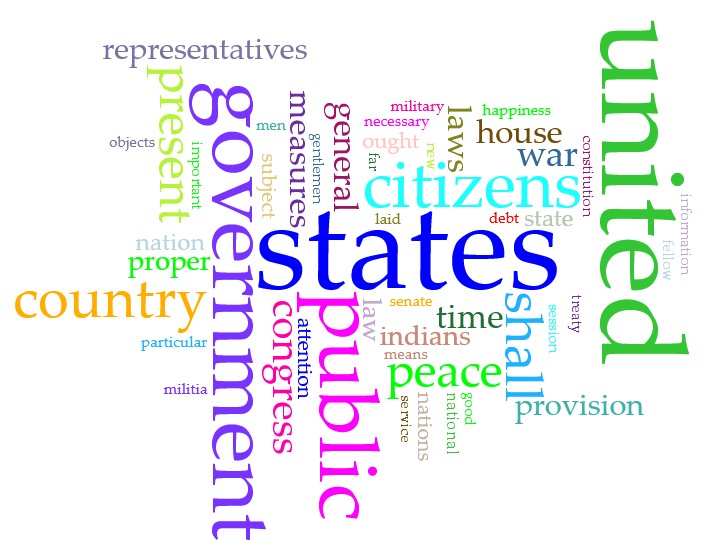 representatives
present
government
objects
important
men
subject
measures
gentlemen
general
military
necessary
ought
far
new
laws
happiness
house
war
constitution
united
information
fellow
citizens
laid
debt
state
states
nation
proper
country
particular
militia
congress
attention
public
law
senate
time
indians
means
peace
shall
session
treaty
provision
service
nations
national
good